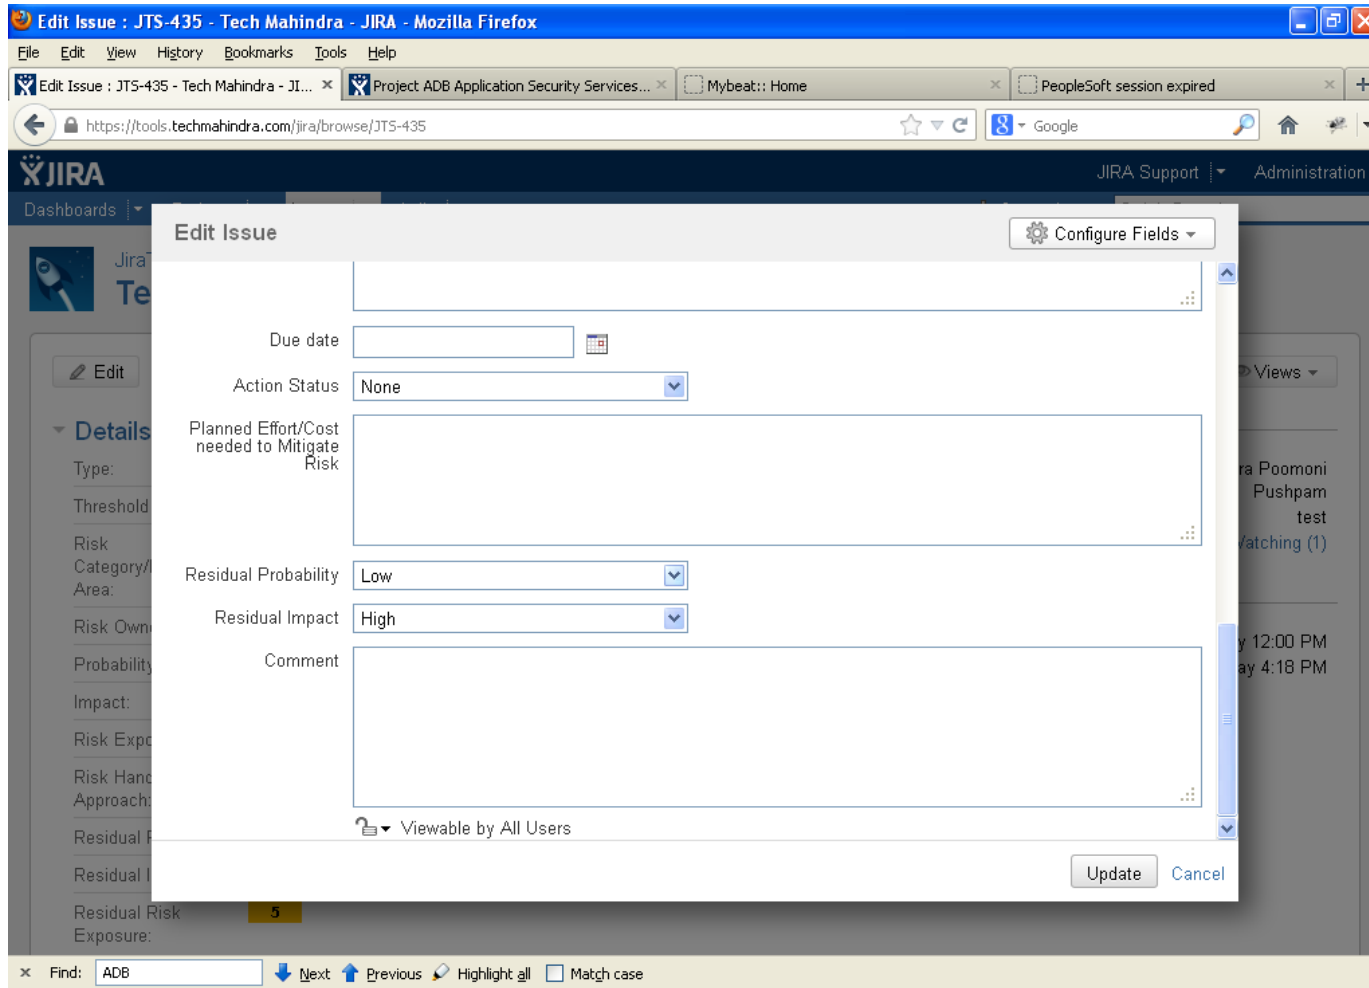 Edit Issue : JTS-435 - Tech Mahindra - JIRA - Mozilla Firefox
File Edit View History Bookmarks Tools Help
Edit Issue : JTS-435 - Tech Mahindra - JI... × Project ADB Application Security Services... × Mybeat:: Home × PeopleSoft session expired × +
https://tools.techmahindra.com/jira/browse/JTS-435 Google
JIRA JIRA Support Administration
Dashboards
Edit Issue Configure Fields
Jira
Te
Due date
Edit Action Status None Views
Details Planned Effort/Cost
needed to Mitigate
Risk
Type: ra Poomoni
Pushpam
Threshold test
Risk Watching (1)
Category/
Area:
Residual Probability Low
Residual Impact High
Risk Own
Comment
Probability y 12:00 PM
ay 4:18 PM
Impact:
Risk Expo
Risk Hand
Approach:
Viewable by All Users
Residual
Residual I
Update Cancel
Residual Risk 5
Exposure:
× Find: ADB Next Previous Highlight all Match case